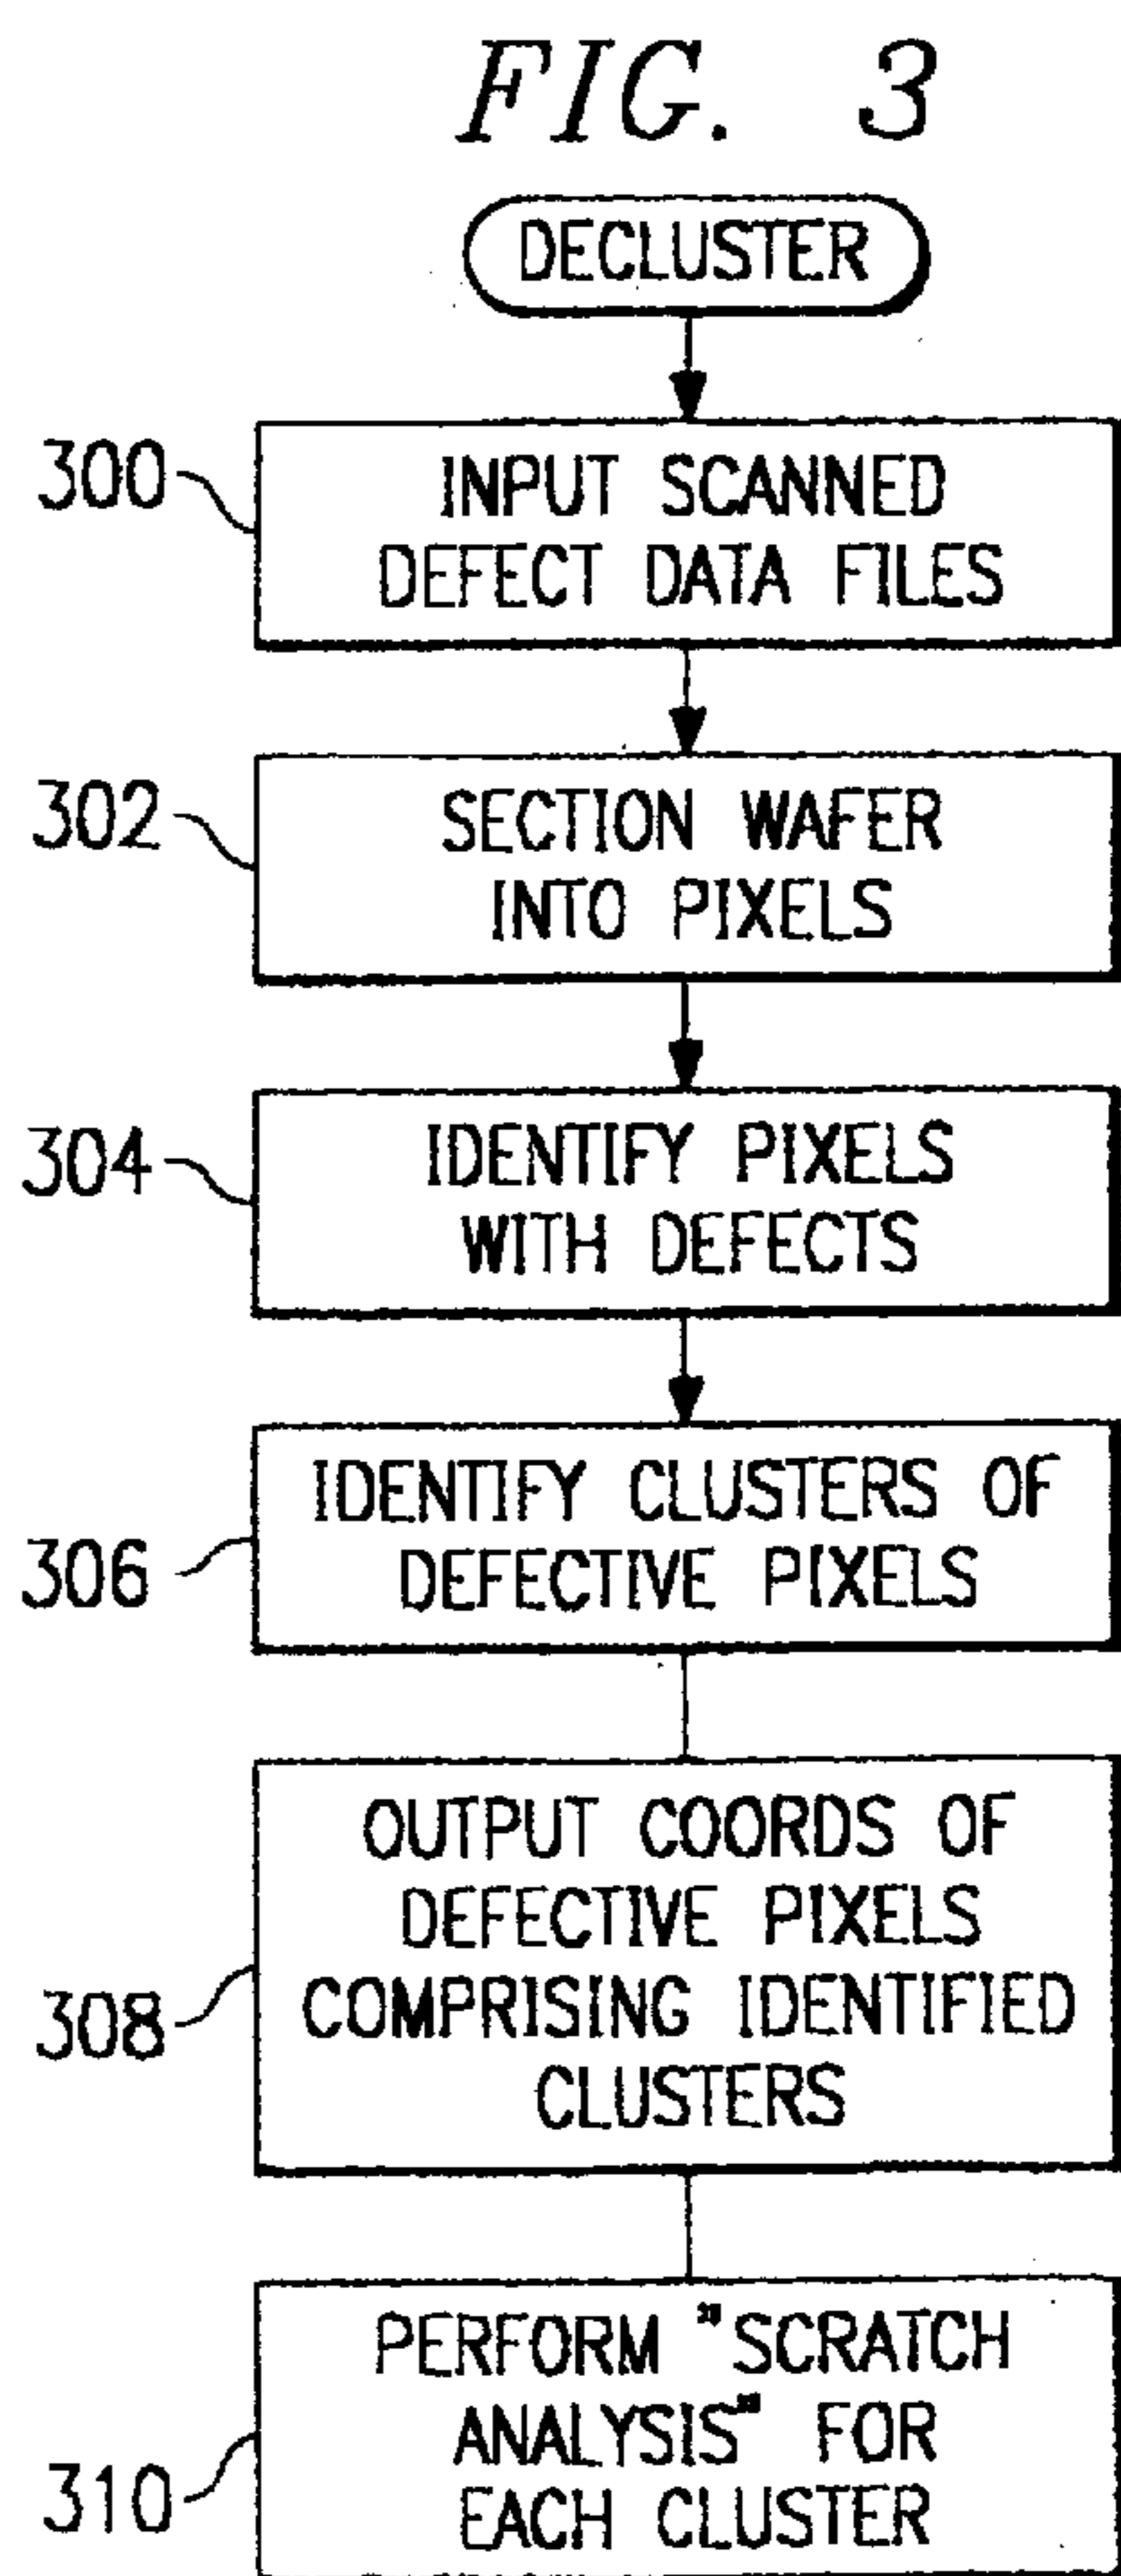 FIG. 3
DECLUSTER
300
INPUT SCANNED
DEFECT DATA FILES
302
SECTION WAFER
INTO PIXELS
304
IDENTIFY PIXELS
WITH DEFECTS
306
IDENTIFY CLUSTERS OF
DEFECTIVE PIXELS
308
OUTPUT COORDS OF
DEFECTIVE PIXELS
COMPRISING IDENTIFIED
CLUSTERS
310
PERFORM "SCRATCH
ANALYSIS" FOR
EACH CLUSTER